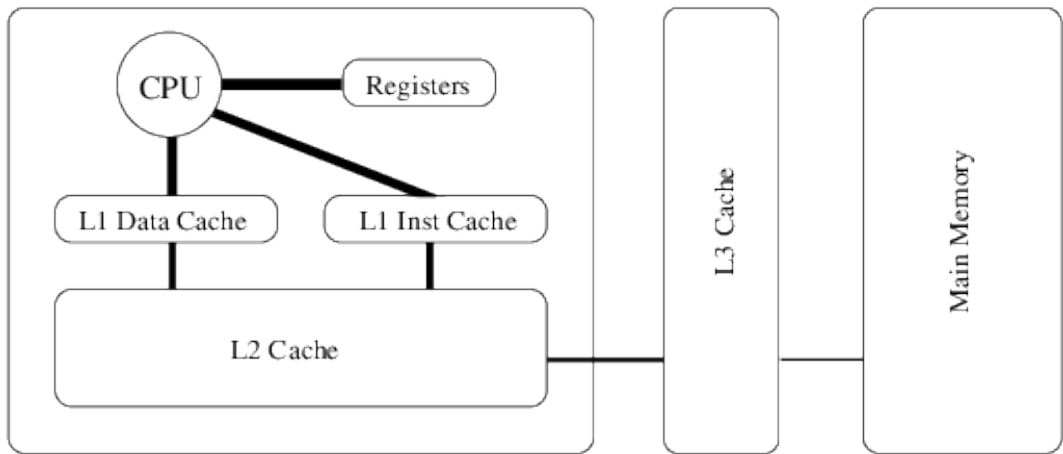 CPU
Registers
L1 Data Cache
L1 Inst Cache
L2 Cache
L3 Cache
Main Memory